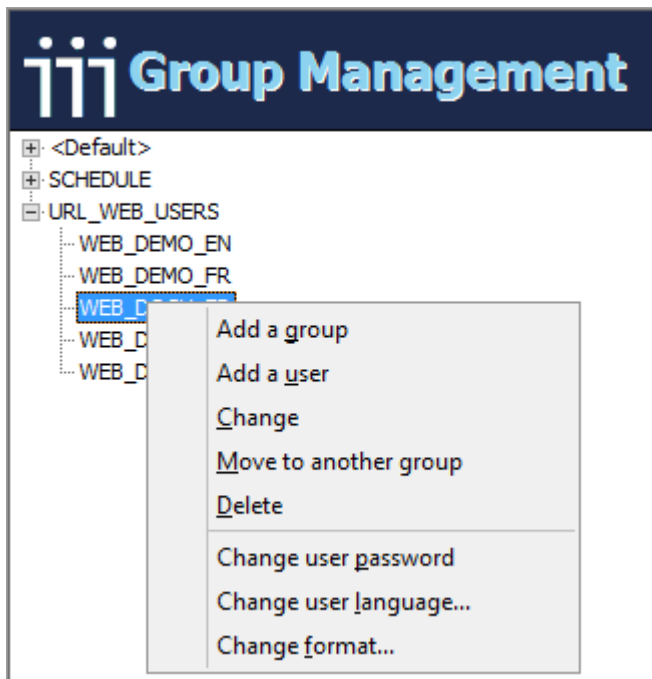 Group Management
<Default>
SCHEDULE
URL_WEB_USERS
WEB_DEMO_EN
WEB_DEMO_FR
Add a group
Add a user
Change
Move to another group
Delete
Change user password
Change user language...
Change format...